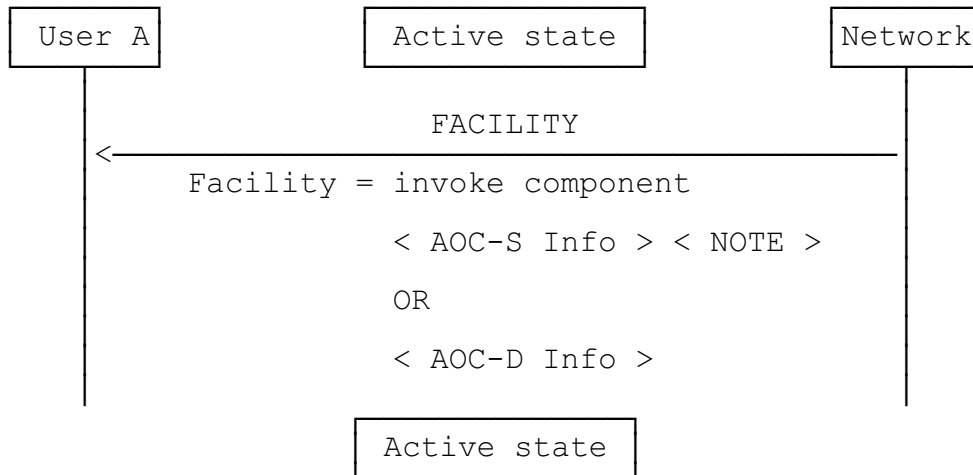 User A Active state Network
FACILITY
<
Facility = invoke component
< AOC-S Info > < NOTE >
OR
< AOC-D Info >
Active state